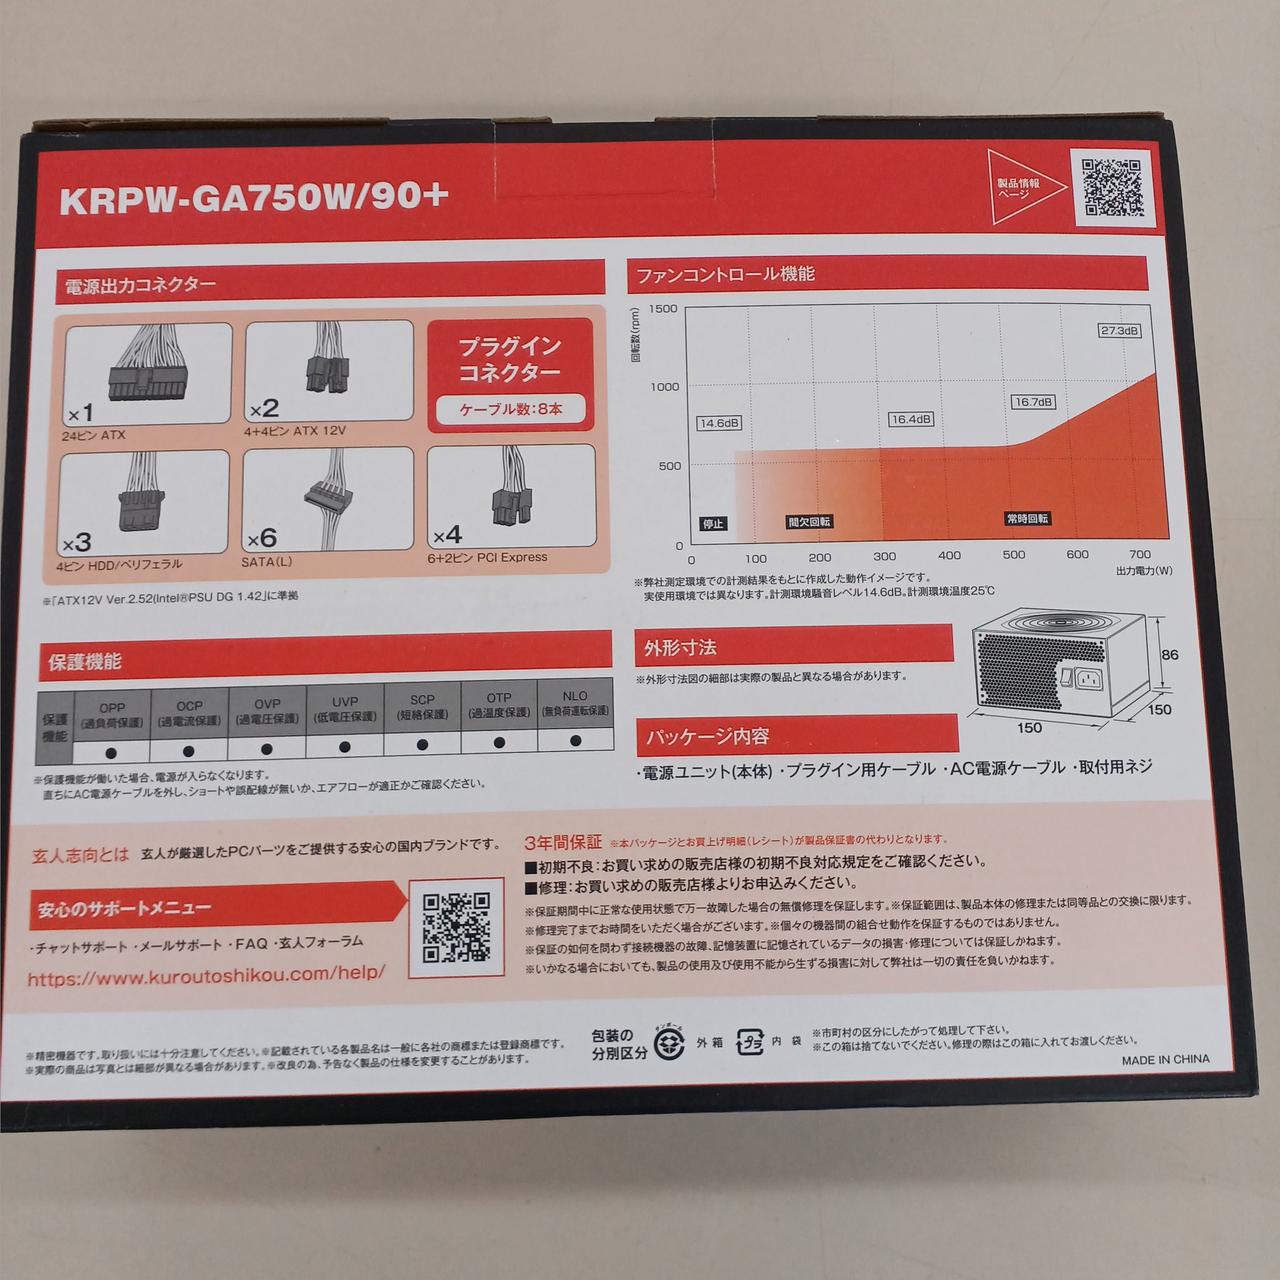 KRPW-GA750W/90+
製品情報
ページ
電源出力コネクター
×1
24ピン ATX
×2
4+4ピン ATX 12V
プラグイン
コネクター
ケーブル数:8本
×3
4ピン HDD/ペリフェラル
×6
SATA(L)
×4
6+2ピン PCI Express
※「ATX12V Ver.2.52(Intel®PSU DG 1.42」に準拠
ファンコントロール機能
回転数(rpm)
1500
1000
500
0
14.6dB
16.4dB
16.7dB
27.3dB
停止
間欠回転
常時回転
0 100 200 300 400 500 600 700
出力電力(W)
※弊社測定環境での計測結果をもとに作成した動作イメージです。
実使用環境では異なります。計測環境騒音レベル14.6dB。計測環境温度25℃
保護機能
保護
機能
OPP
(過負荷保護)
OCP
(過電流保護)
OVP
(過電圧保護)
UVP
(低電圧保護)
SCP
(短絡保護)
OTP
(過温度保護)
NLO
(無負荷運転保護)
● ● ● ● ● ● ●
※保護機能が働いた場合、電源が入らなくなります。
直ちにAC電源ケーブルを外し、ショートや誤配線が無いか、エアフローが適正かご確認ください。
外形寸法
※外形寸法図の細部は実際の製品と異なる場合があります。
86
150
150
パッケージ内容
・電源ユニット(本体) ・プラグイン用ケーブル ・AC電源ケーブル ・取付用ネジ
玄人志向とは 玄人が厳選したPCパーツをご提供する安心の国内ブランドです。
安心のサポートメニュー
・チャットサポート ・メールサポート ・FAQ ・玄人フォーラム
https://www.kuroutoshikou.com/help/
3年間保証 ※本パッケージとお買上げ明細(レシート)が製品保証書の代わりとなります。
■初期不良:お買い求めの販売店様の初期不良対応規定をご確認ください。
■修理:お買い求めの販売店様よりお申込みください。
※保証期間中に正常な使用状態で万一故障した場合の無償修理を保証します。※保証範囲は、製品本体の修理または同等品との交換に限ります。
※修理完了までお時間をいただく場合がございます。※個々の機器間の組合せ動作を保証するものではありません。
※保証の如何を問わず接続機器の故障、記憶装置に記憶されているデータの損害・修理については保証しかねます。
※いかなる場合においても、製品の使用及び使用不能から生ずる損害に対して弊社は一切の責任を負いかねます。
※精密機器です。取り扱いには十分注意してください。※記載されている各製品名は一般に各社の商標または登録商標です。
※実際の商品は写真とは細部が異なる場合があります。※改良の為、予告なく製品の仕様を変更することがあります。
包装の
分別区分
ダンボール
外箱
プラ
内袋
※市町村の区分にしたがって処理して下さい。
※この箱は捨てないでください。修理の際はこの箱に入れてお渡しください。
MADE IN CHINA